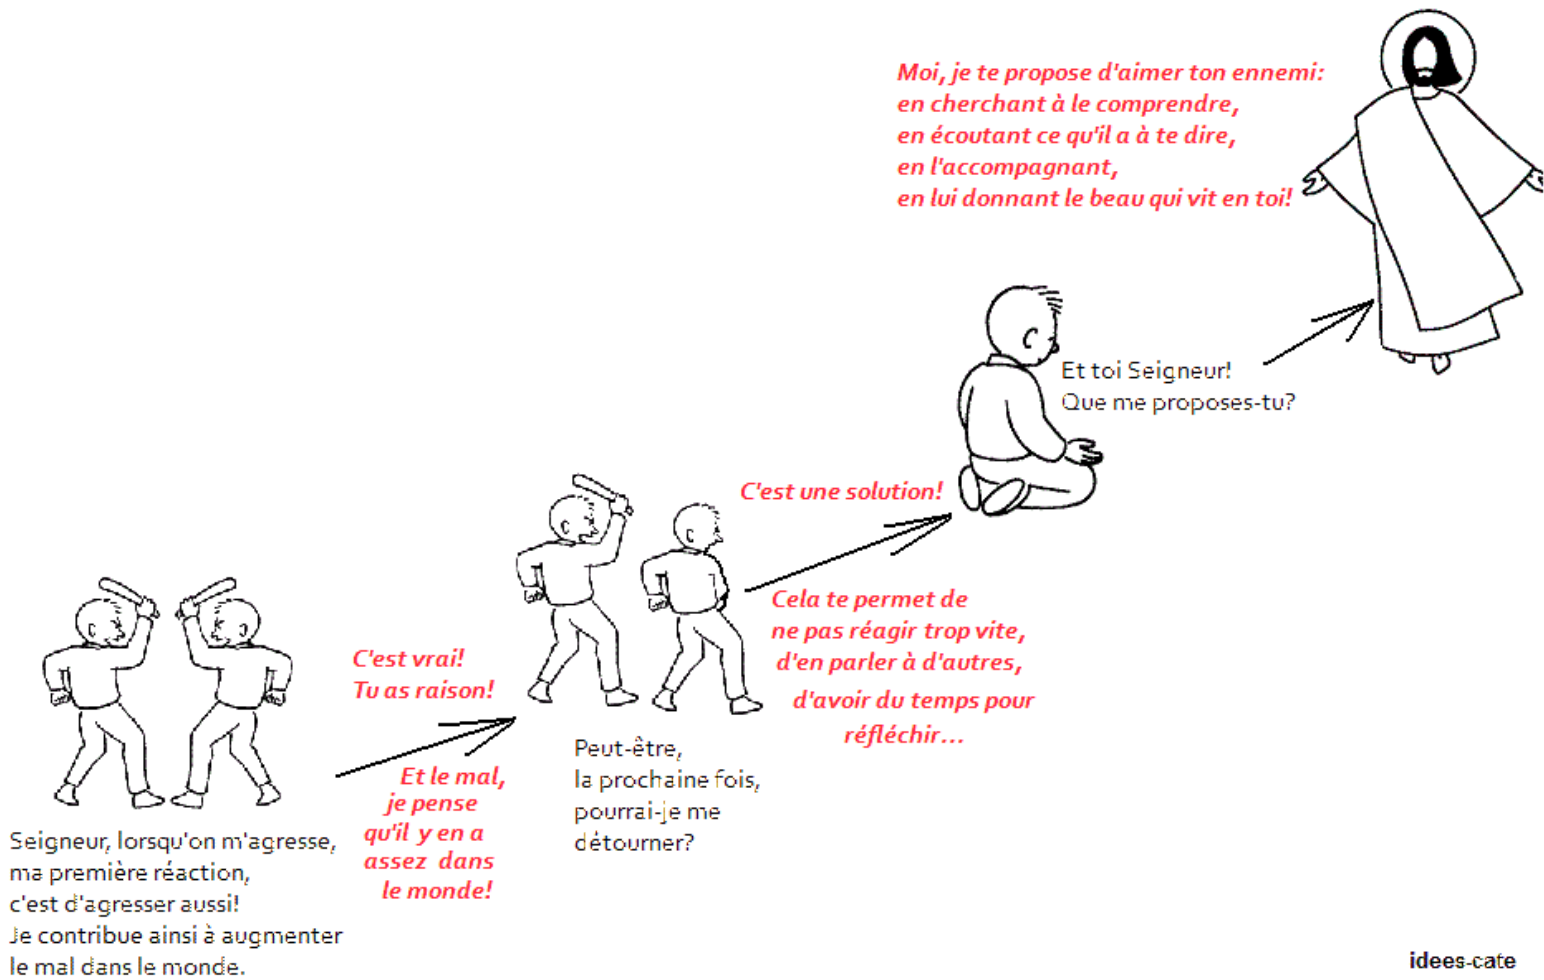 Seigneur, lorsqu'on m'agresse,
ma première réaction,
c'est d'agresser aussi!
Je contribue ainsi à augmenter
le mal dans le monde.
C'est vrai!
Tu as raison!
Et le mal,
je pense
qu'il y en a
assez dans
le monde!
Peut-être,
la prochaine fois,
pourrai-je me
détourner?
C'est une solution!
Cela te permet de
ne pas réagir trop vite,
d'en parler à d'autres,
d'avoir du temps pour
réfléchir...
Et toi Seigneur!
Que me proposes-tu?
Moi, je te propose d'aimer ton ennemi:
en cherchant à le comprendre,
en écoutant ce qu'il a à te dire,
en l'accompagnant,
en lui donnant le beau qui vit en toi!
idees-cate